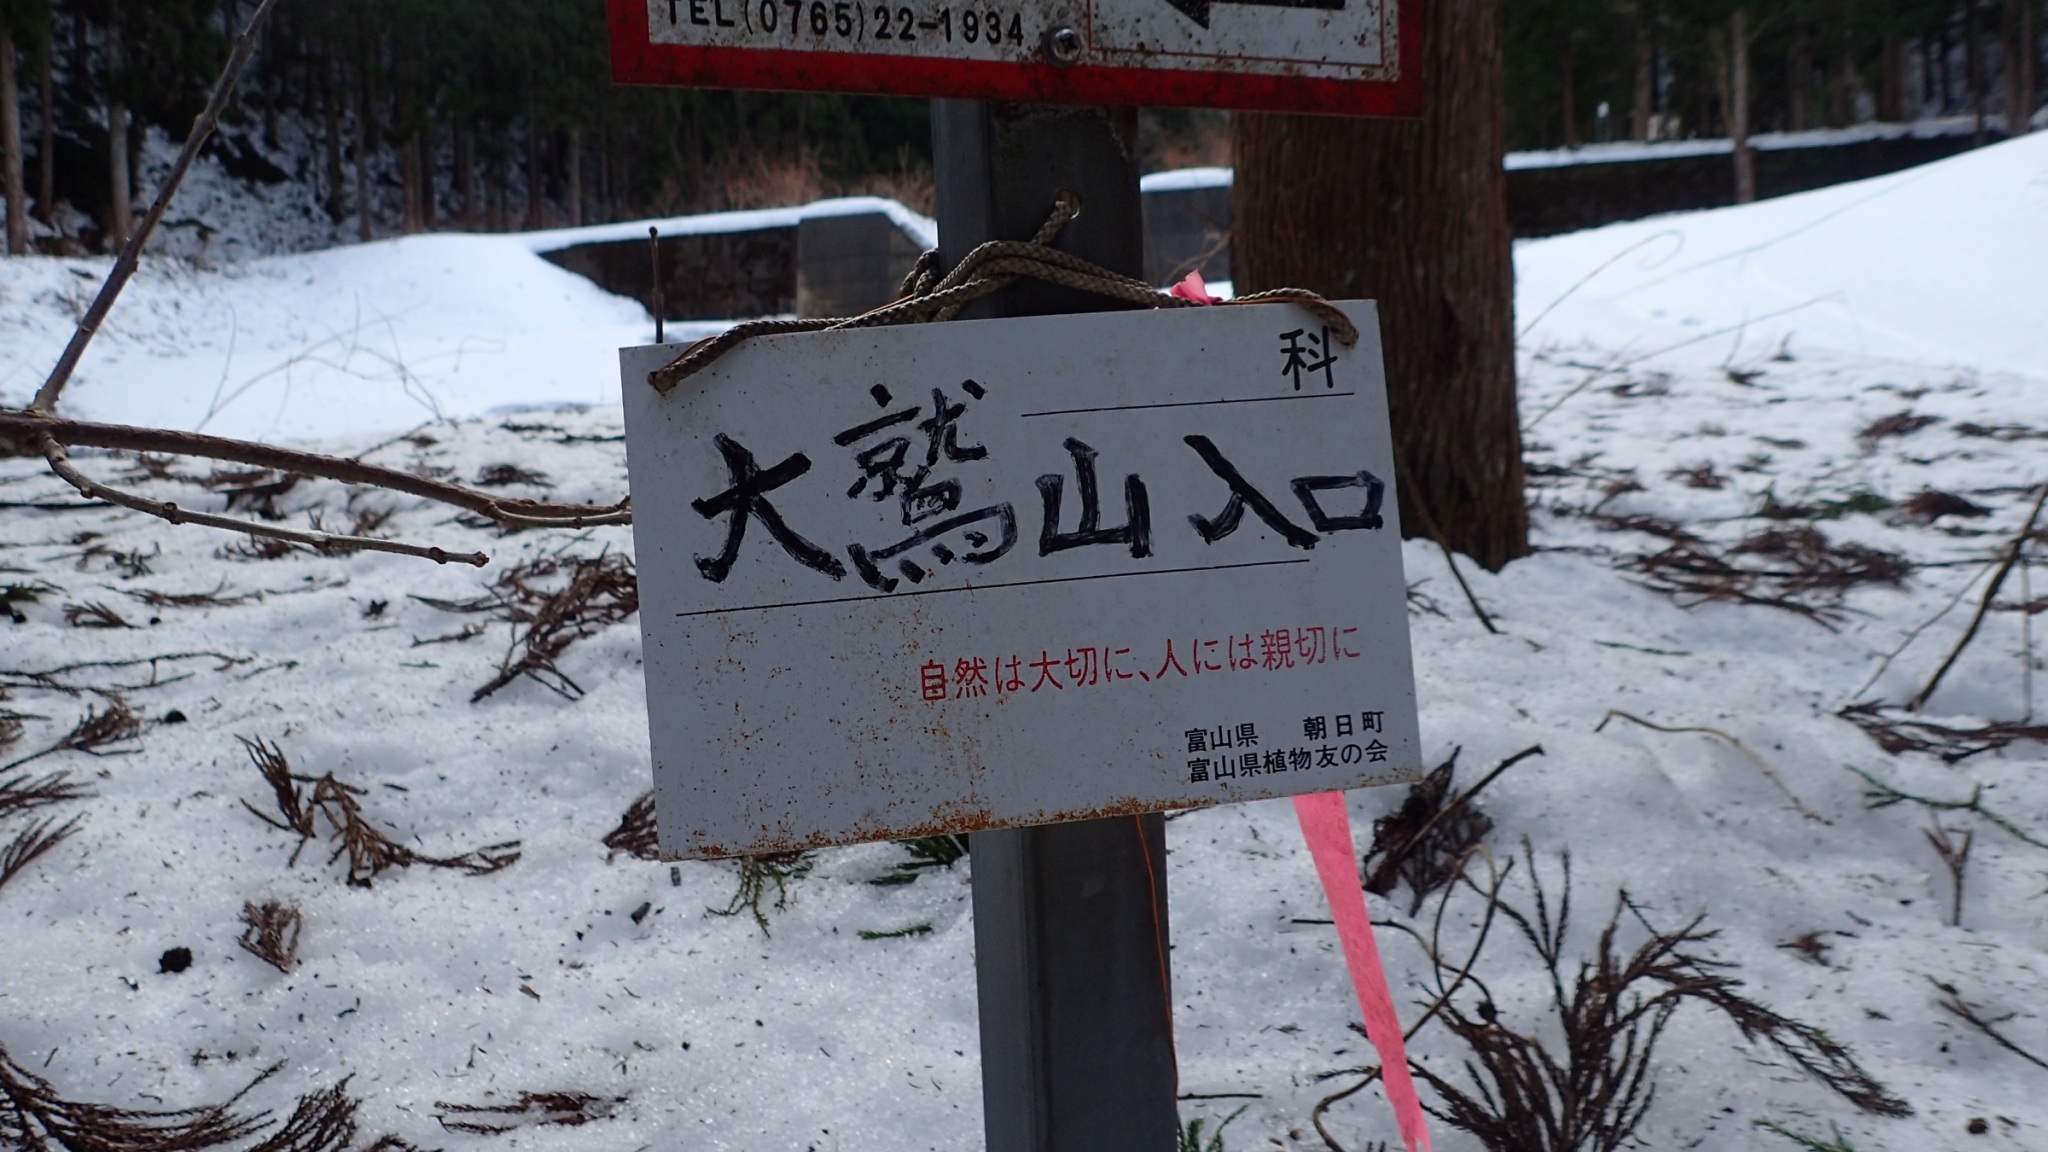 TEL(0765)22-1934
科
大鷲山入口
自然は大切に、人には親切に
富山県 朝日町
富山県植物友の会